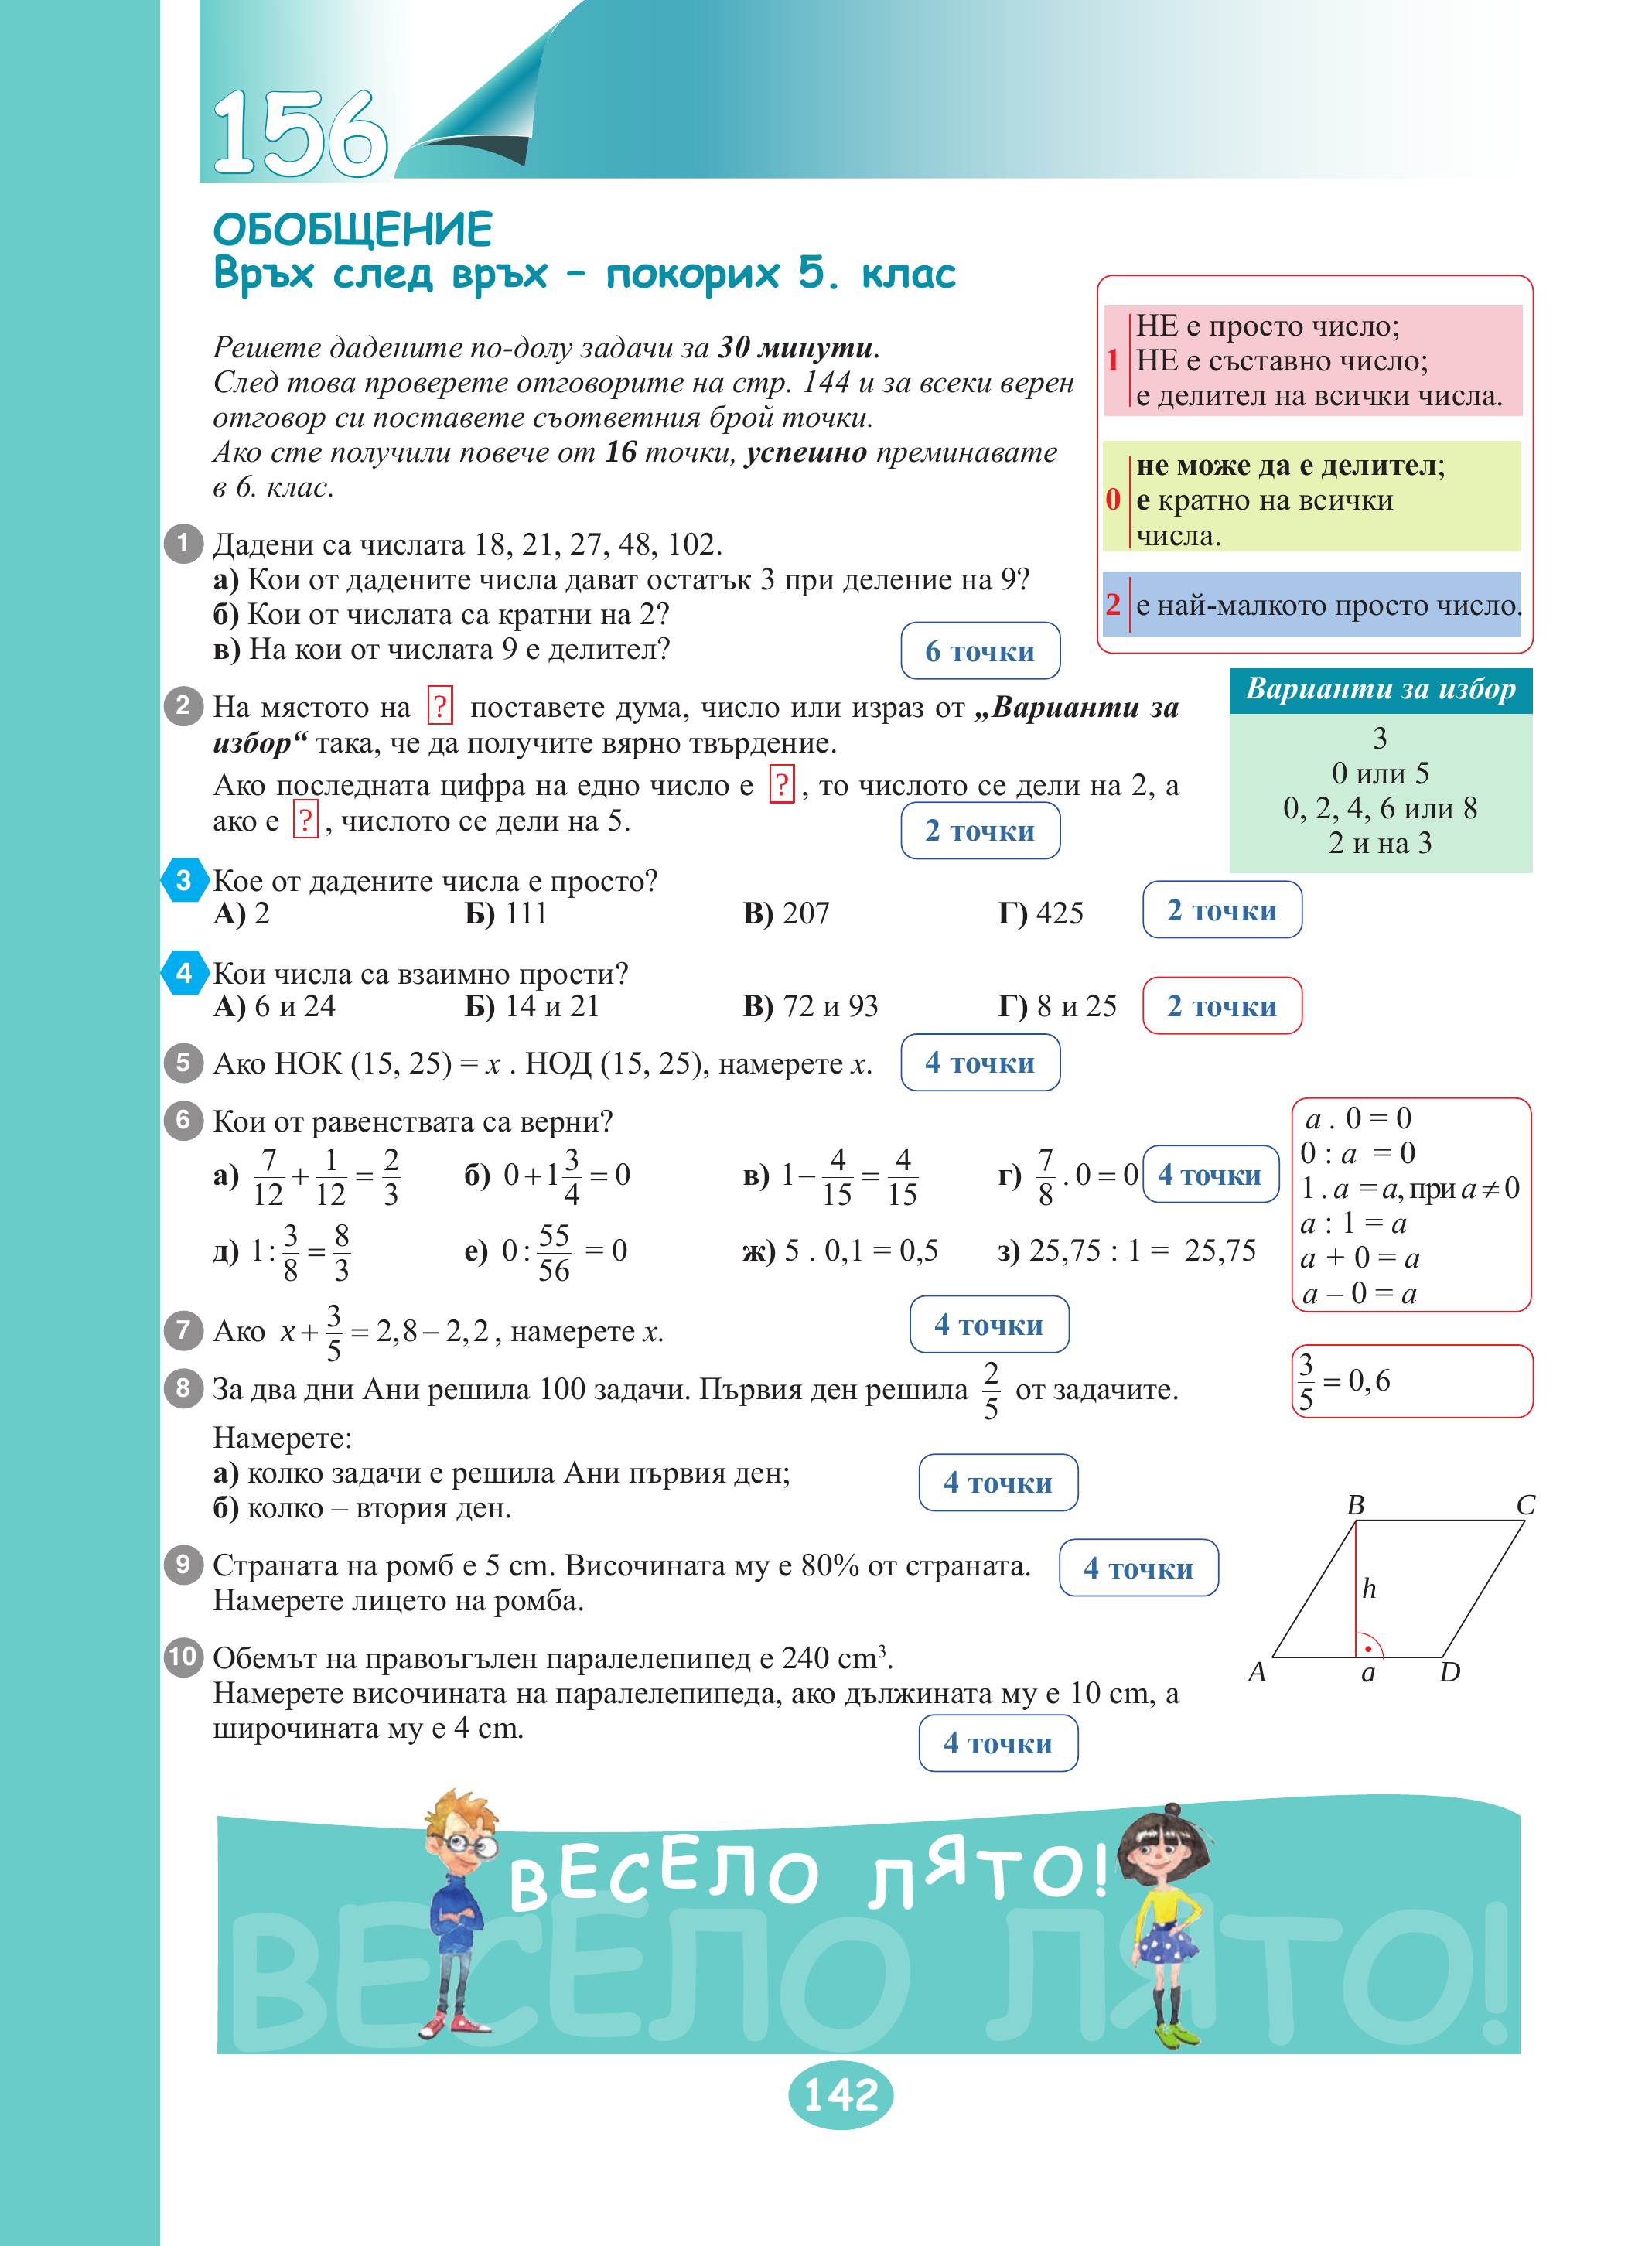 156
ОБОБЩЕНИЕ
Връх след връх – покорих 5. клас
Решете дадените по-долу задачи за 30 минути.
След това проверете отговорите на стр. 144 и за всеки верен
отговор си поставете съответния брой точки.
Ако сте получили повече от 16 точки, успешно преминавате
в 6. клас.
1 НЕ е просто число;
НЕ е съставно число;
е делител на всички числа.
0 не може да е делител;
е кратно на всички
числа.
2 е най-малкото просто число.
1 Дадени са числата 18, 21, 27, 48, 102.
а) Кои от дадените числа дават остатък 3 при деление на 9?
б) Кои от числата са кратни на 2?
в) На кои от числата 9 е делител?
6 точки
2 На мястото на ? поставете дума, число или израз от „Варианти за
избор“ така, че да получите вярно твърдение.
Ако последната цифра на едно число е ?, то числото се дели на 2, а
ако е ?, числото се дели на 5.
2 точки
Варианти за избор
3
0 или 5
0, 2, 4, 6 или 8
2 и на 3
3 Кое от дадените числа е просто?
А) 2 Б) 111 В) 207 Г) 425
2 точки
4 Кои числа са взаимно прости?
А) 6 и 24 Б) 14 и 21 В) 72 и 93 Г) 8 и 25
2 точки
5 Ако НОК (15, 25) = x . НОД (15, 25), намерете x.
4 точки
6 Кои от равенствата са верни?
а) 7/12 + 1/12 = 2/3 б) 0 + 1 3/4 = 0 в) 1 – 4/15 = 4/15 г) 7/8 . 0 = 0
4 точки
д) 1 : 3/8 = 8/3 е) 0 : 55/56 = 0 ж) 5 . 0,1 = 0,5 з) 25,75 : 1 = 25,75
a . 0 = 0
0 : a = 0
1 . a = a, при a ≠ 0
a : 1 = a
a + 0 = a
a – 0 = a
7 Ако x + 3/5 = 2,8 – 2,2, намерете x.
4 точки
3/5 = 0,6
8 За два дни Ани решила 100 задачи. Първия ден решила 2/5 от задачите.
Намерете:
а) колко задачи е решила Ани първия ден;
б) колко – втория ден.
4 точки
9 Страната на ромб е 5 cm. Височината му е 80% от страната.
Намерете лицето на ромба.
4 точки
B C
h
A a D
10 Обемът на правоъгълен паралелепипед е 240 cm³.
Намерете височината на паралелепипеда, ако дължината му е 10 cm, а
широчината му е 4 cm.
4 точки
ВЕСЕЛО ЛЯТО!
ВЕСЕЛО ЛЯТО!
142